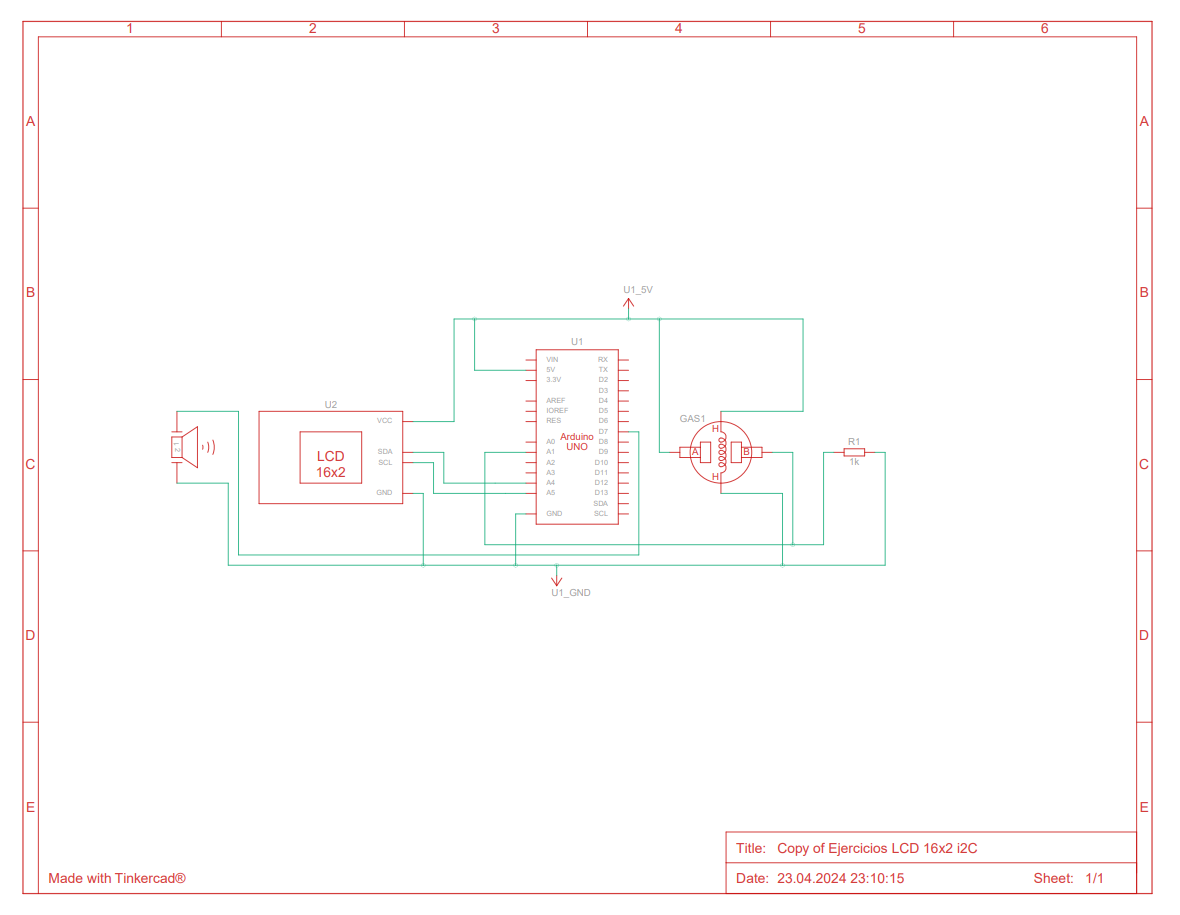 1 2 3 4 5 6
A A
B B
U1_5V
U1
VIN RX
5V TX
3.3V D2
D3
AREF D4
IOREF D5
RES D6
D7
A0 D8
A1 D9
A2 D10
A3 D11
A4 D12
A5 D13
SDA
GND SCL
Arduino
UNO
U2
VCC
SDA
SCL
GND
LCD
16x2
GAS1
H
A B
H
R1
1k
1 2
C C
U1_GND
D D
E E
Title: Copy of Ejercicios LCD 16x2 i2C
Made with Tinkercad®
Date: 23.04.2024 23:10:15 Sheet: 1/1